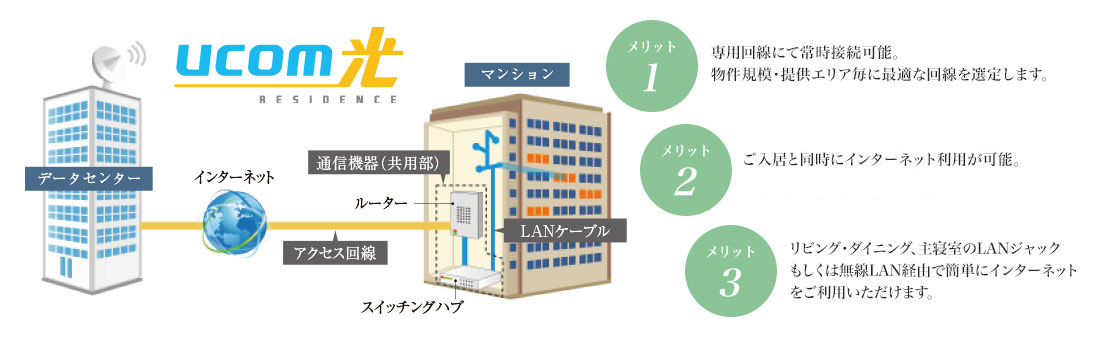 ucom光
RESIDENCE
データセンター
インターネット
アクセス回線
マンション
通信機器（共用部）
ルーター
LANケーブル
スイッチングハブ
メリット
1
専用回線にて常時接続可能。
物件規模・提供エリア毎に最適な回線を選定します。
メリット
2
ご入居と同時にインターネット利用が可能。
メリット
3
リビング・ダイニング、主寝室のLANジャック
もしくは無線LAN経由で簡単にインターネット
をご利用いただけます。